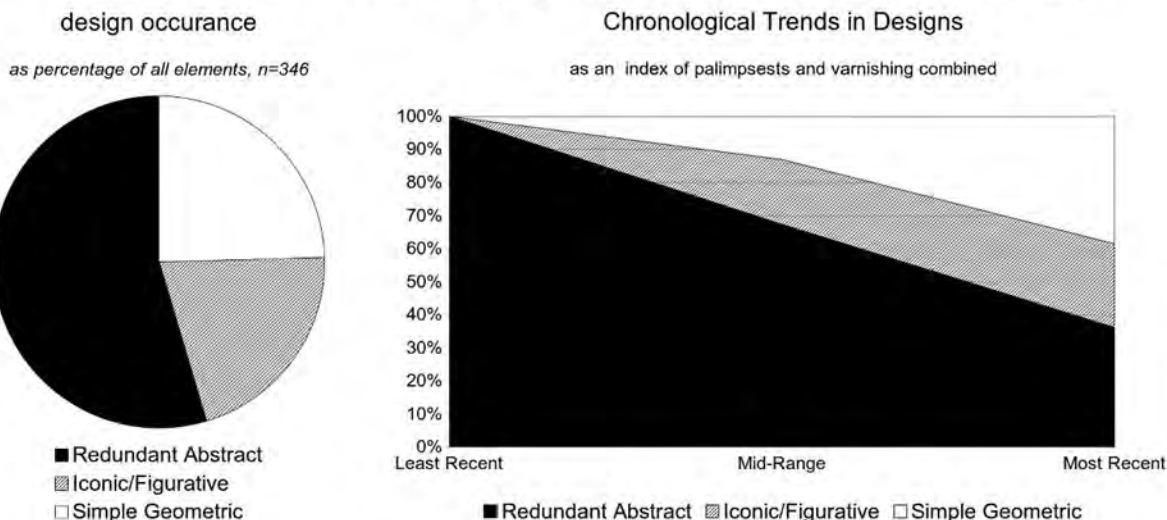 design occurance
as percentage of all elements, n=346
Redundant Abstract
Iconic/Figurative
Simple Geometric
Chronological Trends in Designs
as an index of palimpsests and varnishing combined
100%
90%
80%
70%
60%
50%
40%
30%
20%
10%
0%
Least Recent Mid-Range Most Recent
Redundant Abstract Iconic/Figurative Simple Geometric